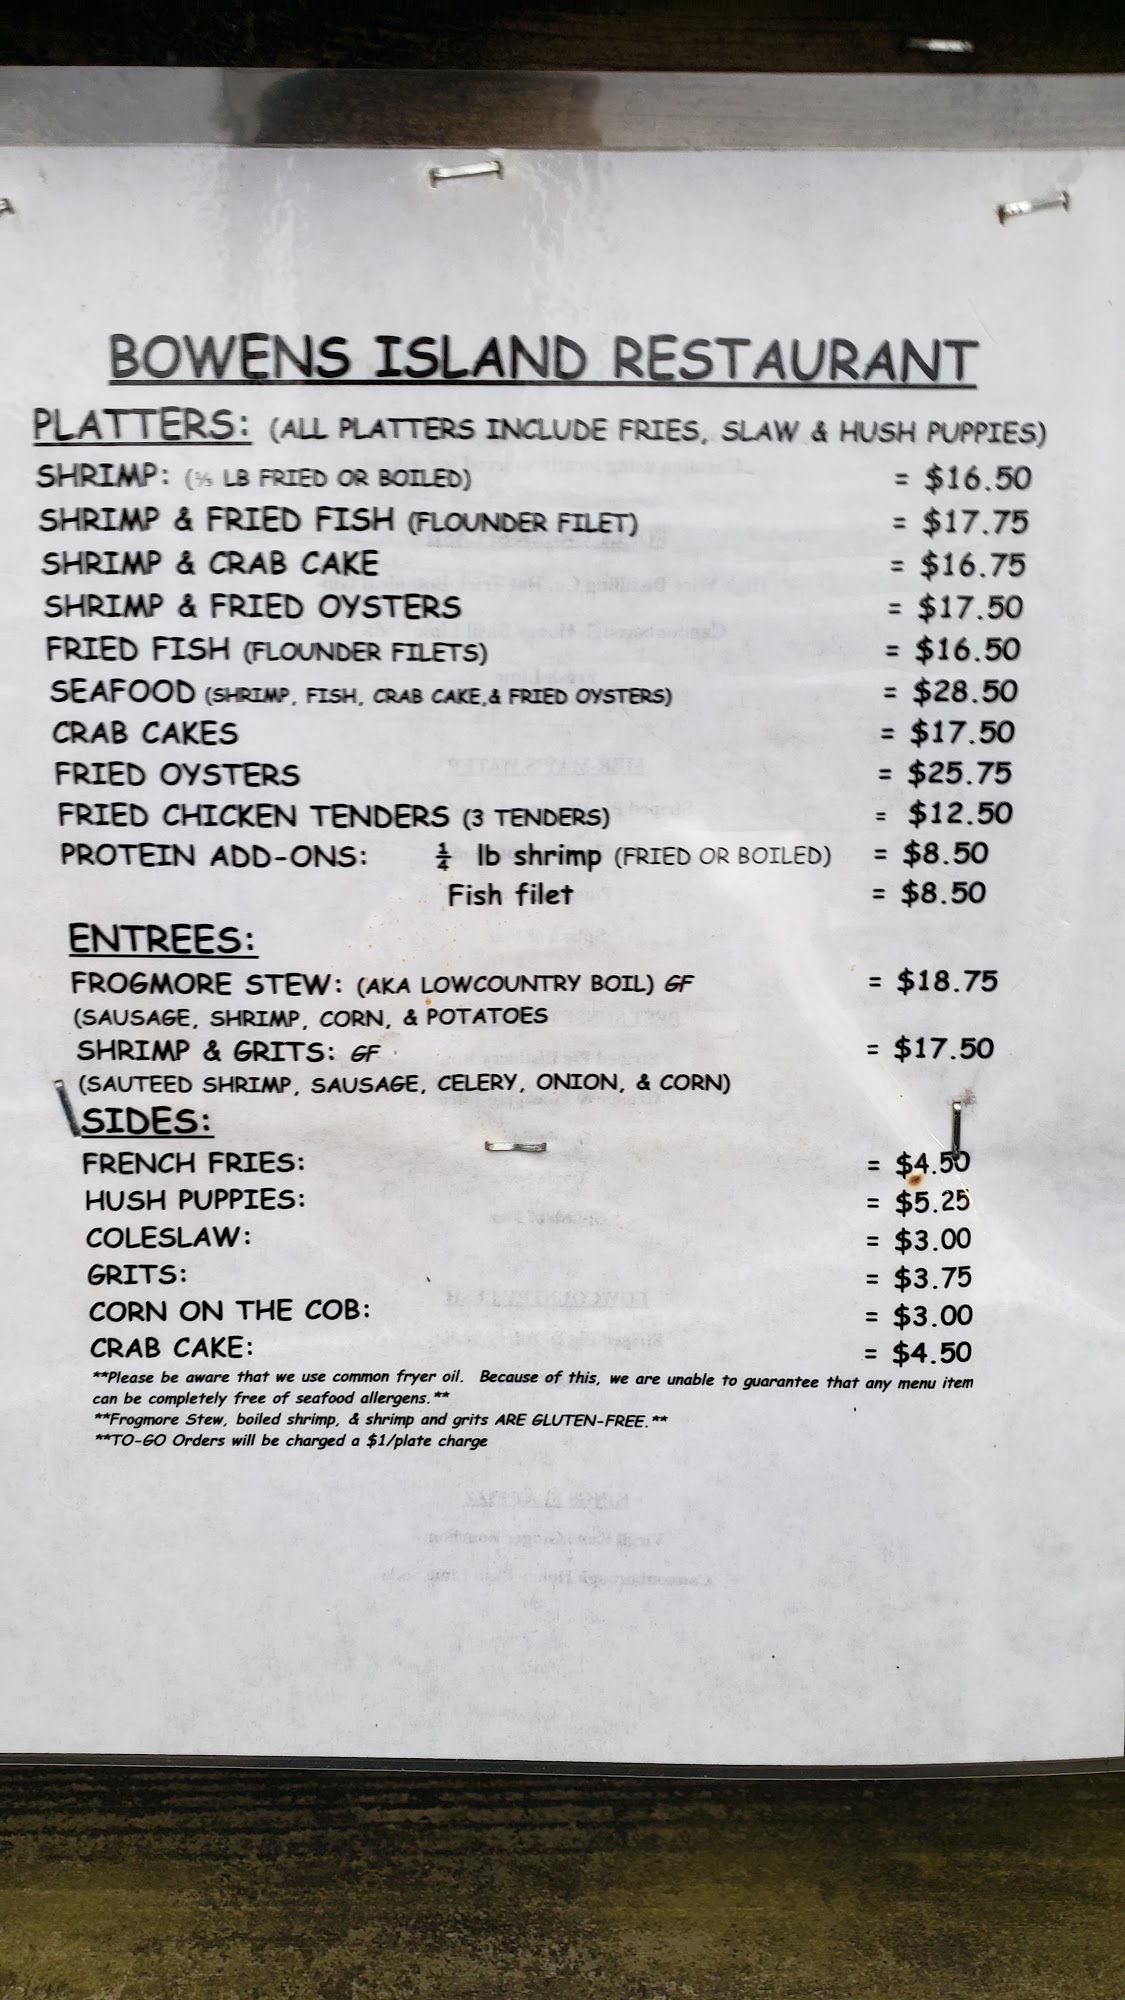 BOWENS ISLAND RESTAURANT
PLATTERS: (ALL PLATTERS INCLUDE FRIES, SLAW & HUSH PUPPIES)
SHRIMP: (⅓ LB FRIED OR BOILED) = $16.50
SHRIMP & FRIED FISH (FLOUNDER FILET) = $17.75
SHRIMP & CRAB CAKE = $16.75
SHRIMP & FRIED OYSTERS = $17.50
FRIED FISH (FLOUNDER FILETS) = $16.50
SEAFOOD (SHRIMP, FISH, CRAB CAKE,& FRIED OYSTERS) = $28.50
CRAB CAKES = $17.50
FRIED OYSTERS = $25.75
FRIED CHICKEN TENDERS (3 TENDERS) = $12.50
PROTEIN ADD-ONS: ¼ lb shrimp (FRIED OR BOILED) = $8.50
Fish filet = $8.50
ENTREES:
FROGMORE STEW: (AKA LOWCOUNTRY BOIL) GF = $18.75
(SAUSAGE, SHRIMP, CORN, & POTATOES
SHRIMP & GRITS: GF = $17.50
(SAUTEED SHRIMP, SAUSAGE, CELERY, ONION, & CORN)
SIDES:
FRENCH FRIES: = $4.50
HUSH PUPPIES: = $5.25
COLESLAW: = $3.00
GRITS: = $3.75
CORN ON THE COB: = $3.00
CRAB CAKE: = $4.50
**Please be aware that we use common fryer oil. Because of this, we are unable to guarantee that any menu item
can be completely free of seafood allergens.**
**Frogmore Stew, boiled shrimp, & shrimp and grits ARE GLUTEN-FREE.**
**TO-GO Orders will be charged a $1/plate charge